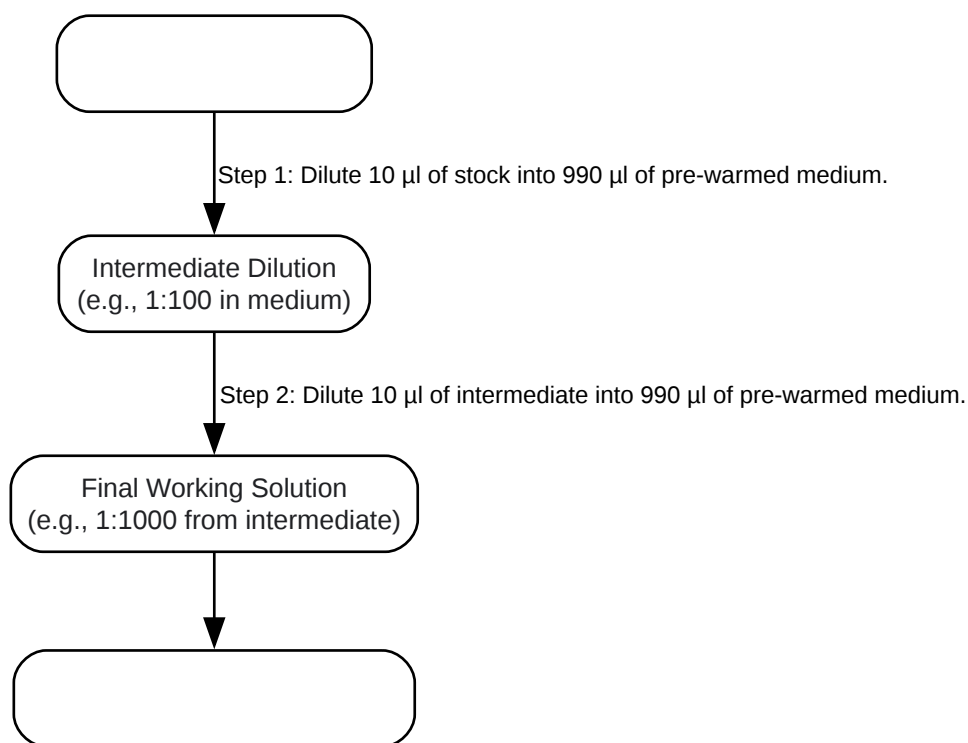 Step 1: Dilute 10 µl of stock into 990 µl of pre-warmed medium.
Intermediate Dilution
(e.g., 1:100 in medium)
Step 2: Dilute 10 µl of intermediate into 990 µl of pre-warmed medium.
Final Working Solution
(e.g., 1:1000 from intermediate)